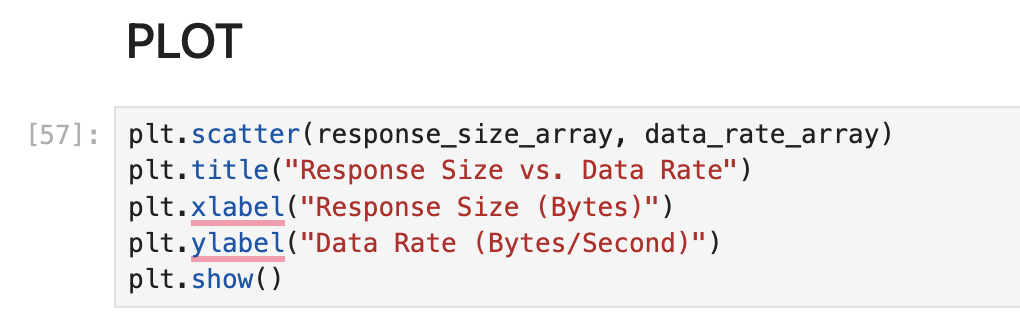 PLOT
[57]: plt.scatter(response_size_array, data_rate_array)
plt.title("Response Size vs. Data Rate")
plt.xlabel("Response Size (Bytes)")
plt.ylabel("Data Rate (Bytes/Second)")
plt.show()